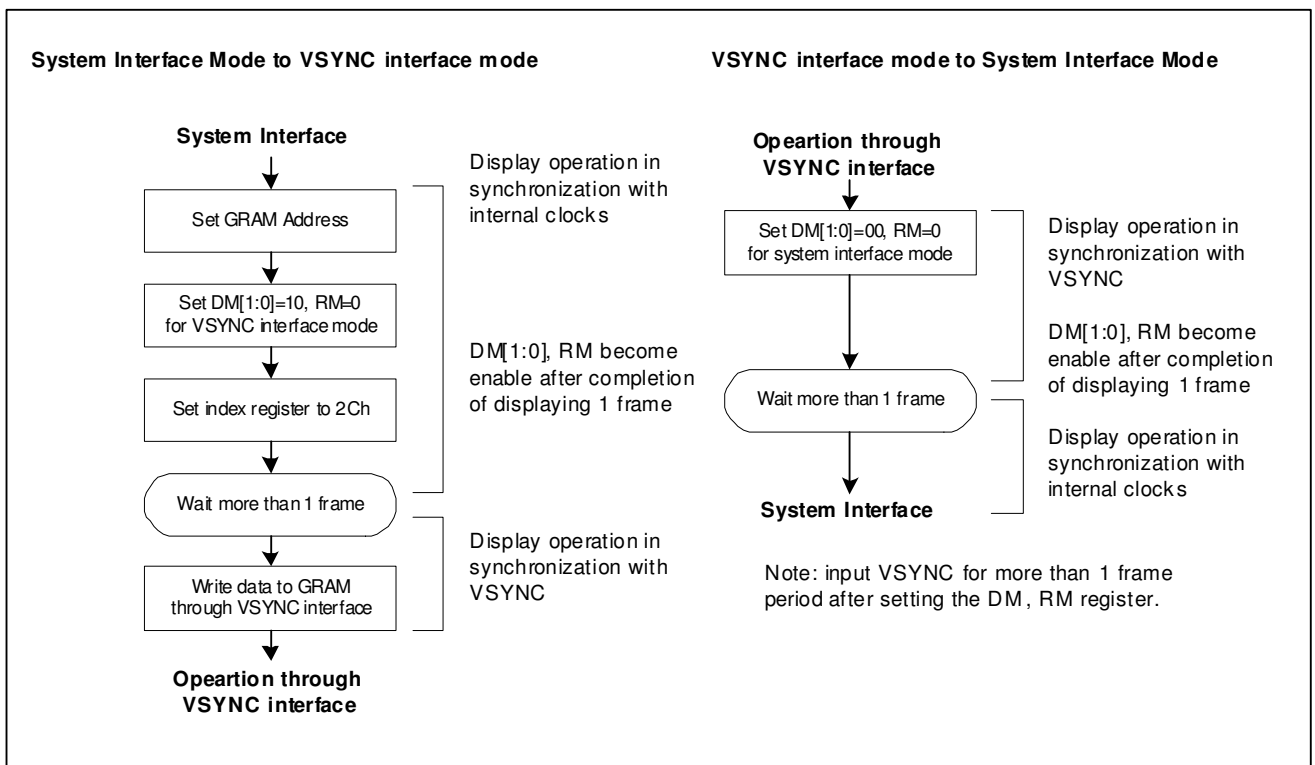 System Interface Mode to VSYNC interface mode
System Interface
Set GRAM Address
Set DM[1:0]=10, RM=0
for VSYNC interface mode
Set index register to 2Ch
Wait more than 1 frame
Write data to GRAM
through VSYNC interface
Opeartion through
VSYNC interface
Display operation in
synchronization with
internal clocks
DM[1:0], RM become
enable after completion
of displaying 1 frame
Display operation in
synchronization with
VSYNC
VSYNC interface mode to System Interface Mode
Opeartion through
VSYNC interface
Set DM[1:0]=00, RM=0
for system interface mode
Wait more than 1 frame
System Interface
Display operation in
synchronization with
VSYNC
DM[1:0], RM become
enable after completion
of displaying 1 frame
Display operation in
synchronization with
internal clocks
Note: input VSYNC for more than 1 frame
period after setting the DM, RM register.